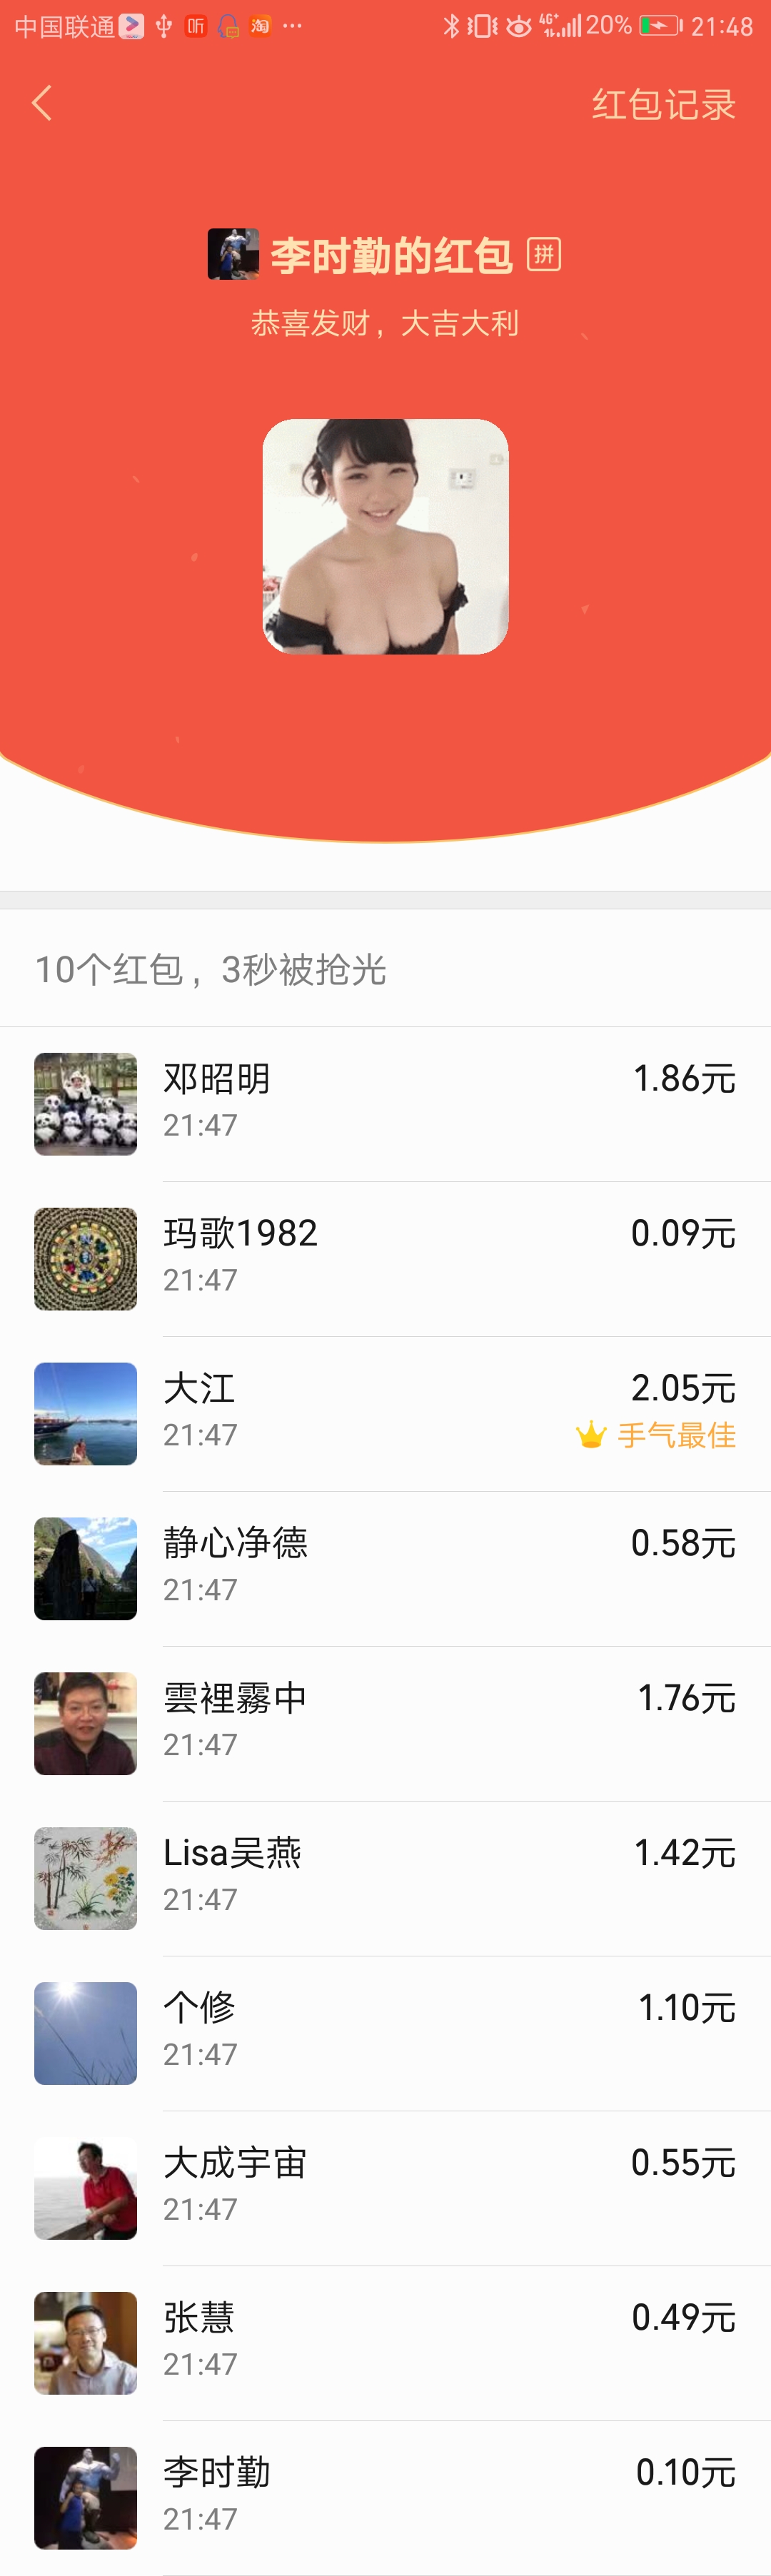 中国联通 听 淘 ... 4G+ 20% 21:48
红包记录
李时勤的红包 拼
恭喜发财，大吉大利
10个红包，3秒被抢光
邓昭明 1.86元
21:47
玛歌1982 0.09元
21:47
大江 2.05元
21:47 手气最佳
静心净德 0.58元
21:47
雲裡霧中 1.76元
21:47
Lisa吴燕 1.42元
21:47
个修 1.10元
21:47
大成宇宙 0.55元
21:47
张慧 0.49元
21:47
李时勤 0.10元
21:47